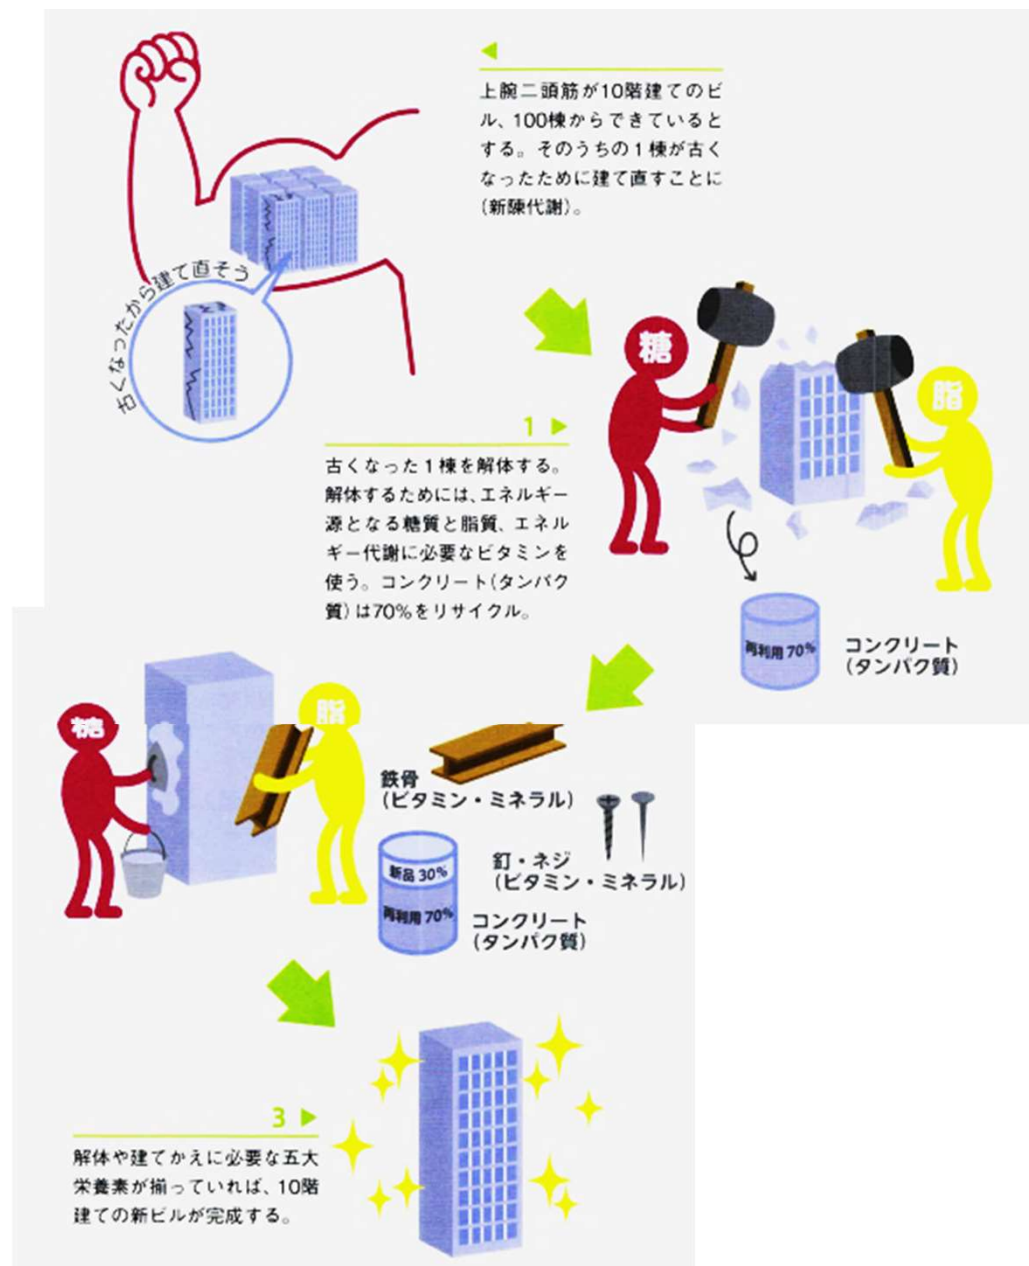 上腕二頭筋が10階建てのビ
ル、100棟からできていると
する。そのうちの1棟が古く
なったために建て直すことに
(新陳代謝)。
古くなったから建て直そう
糖
脂
1
古くなった1棟を解体する。
解体するためには、エネルギー
源となる糖質と脂質、エネル
ギー代謝に必要なビタミンを
使う。コンクリート(タンパク
質)は70%をリサイクル。
再利用70%
コンクリート
(タンパク質)
糖
脂
鉄骨
(ビタミン・ミネラル)
釘・ネジ
(ビタミン・ミネラル)
新品30%
再利用70%
コンクリート
(タンパク質)
3
解体や建てかえに必要な五大
栄養素が揃っていれば、10階
建ての新ビルが完成する。